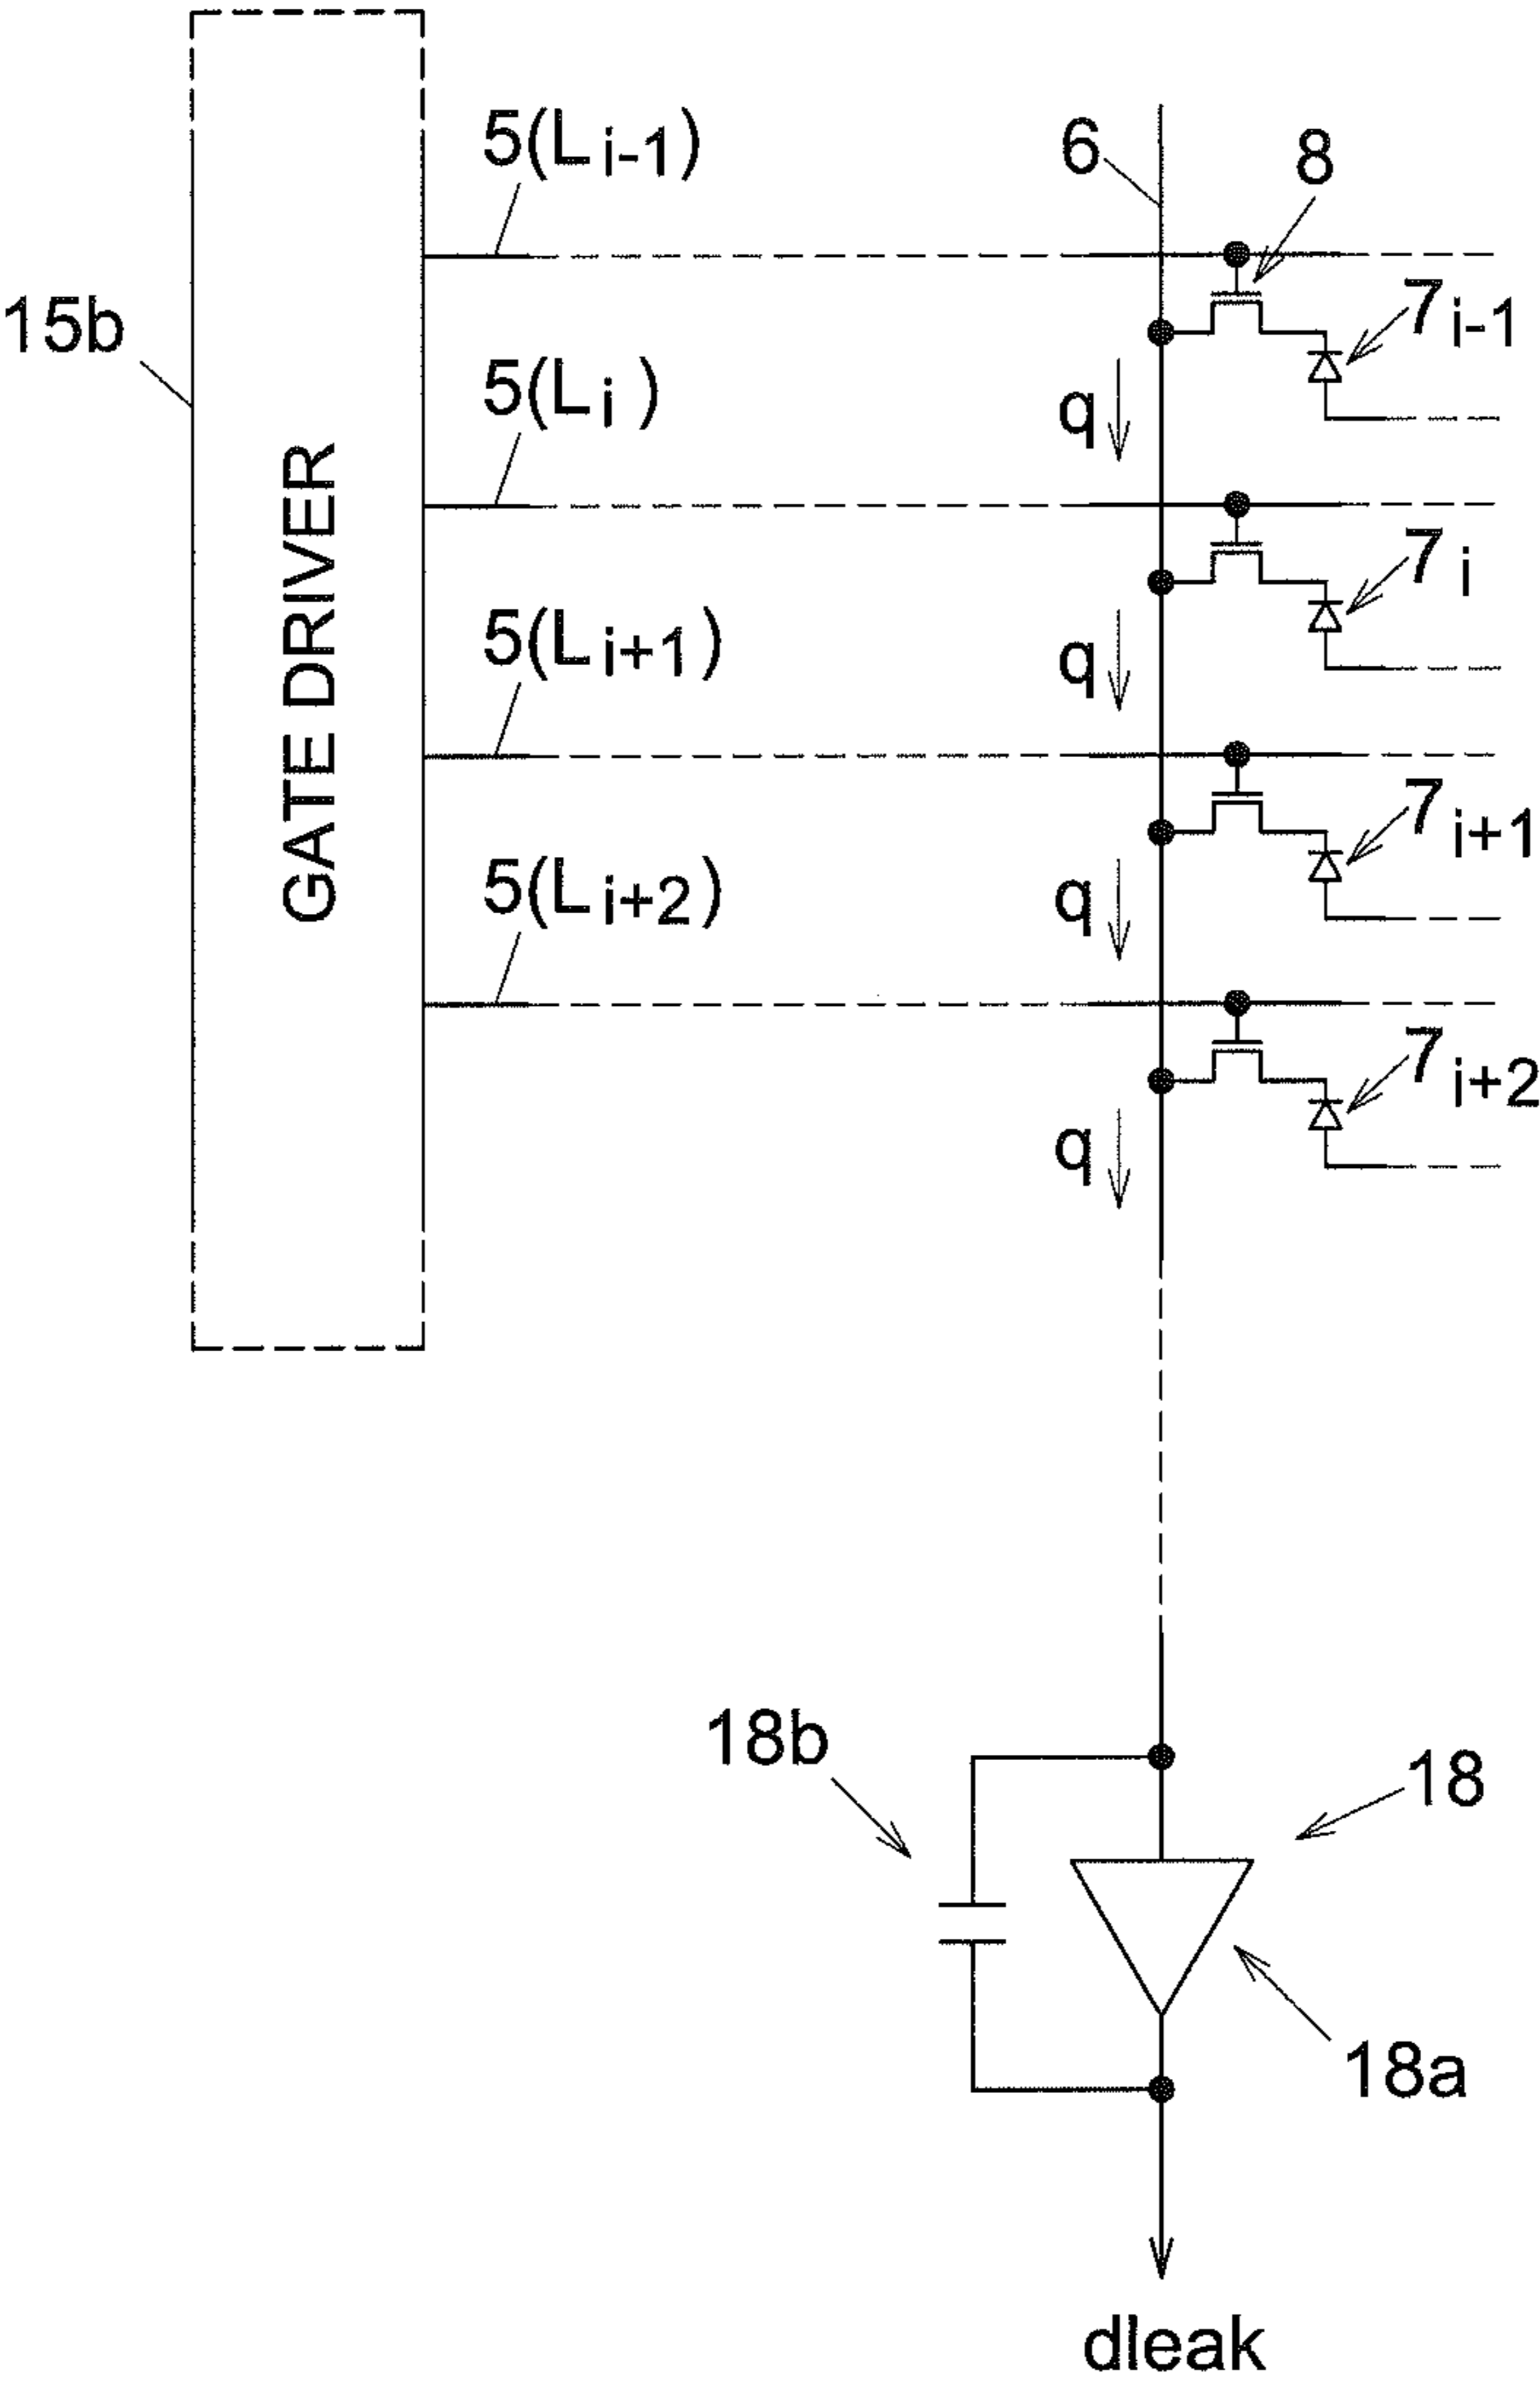 5(Li-1)
6
8
15b
7i-1
5(Li)
q
GATE DRIVER
7i
5(Li+1)
q
7i+1
5(Li+2)
q
7i+2
q
18b
18
18a
dleak